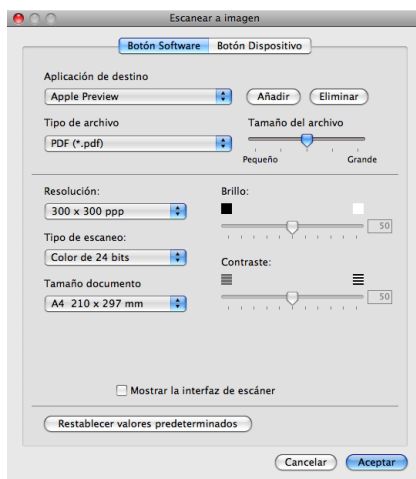 Escanear a imagen
Botón Software Botón Dispositivo
Aplicación de destino
Apple Preview Añadir Eliminar
Tipo de archivo Tamaño del archivo
PDF (*.pdf)
Pequeño Grande
Resolución: Brillo:
300 x 300 ppp
50
Tipo de escaneo:
Color de 24 bits
Contraste:
Tamaño documento
A4 210 x 297 mm 50
Mostrar la interfaz de escáner
Restablecer valores predeterminados
Cancelar Aceptar